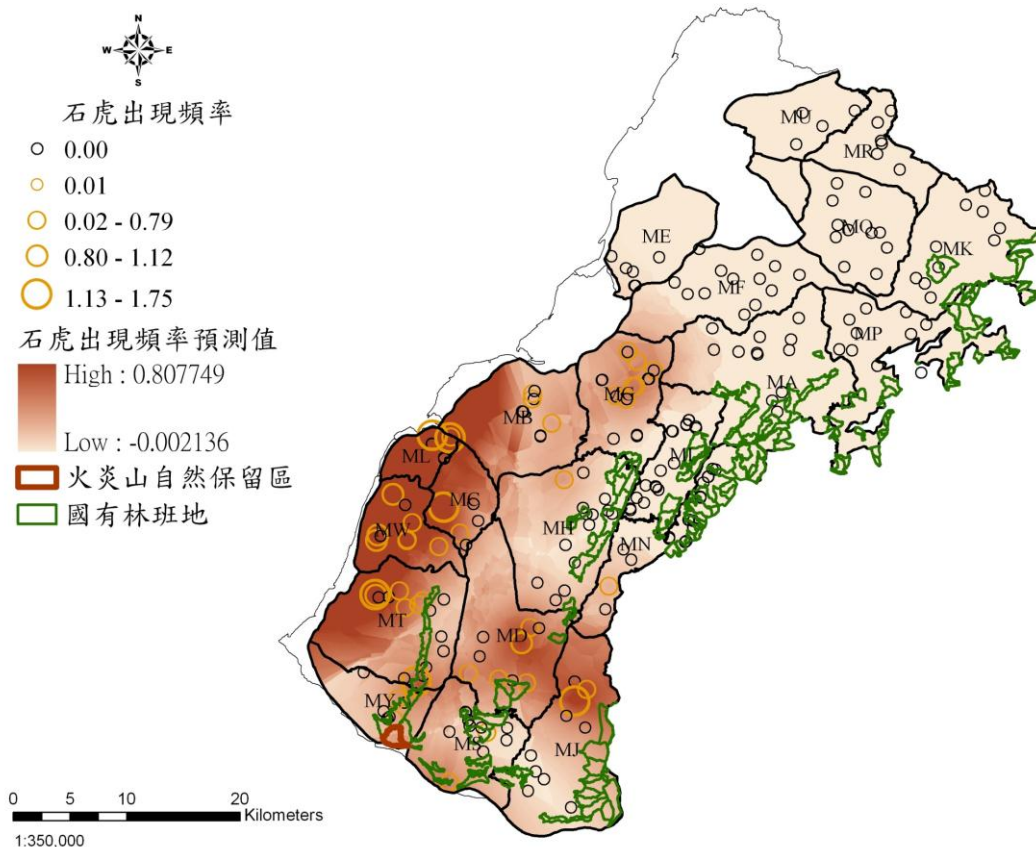 N
W E
S
石虎出現頻率
0.00
0.01
0.02 - 0.79
0.80 - 1.12
1.13 - 1.75
石虎出現頻率預測值
High : 0.807749
Low : -0.002136
火炎山自然保留區
國有林班地
MU
MR
MO
ME
MK
MF
MP
MA
MG
MB
ML
MI
MC
MW
MH
MN
MT
MD
MY
MS
MJ
0 5 10 20
Kilometers
1:350,000